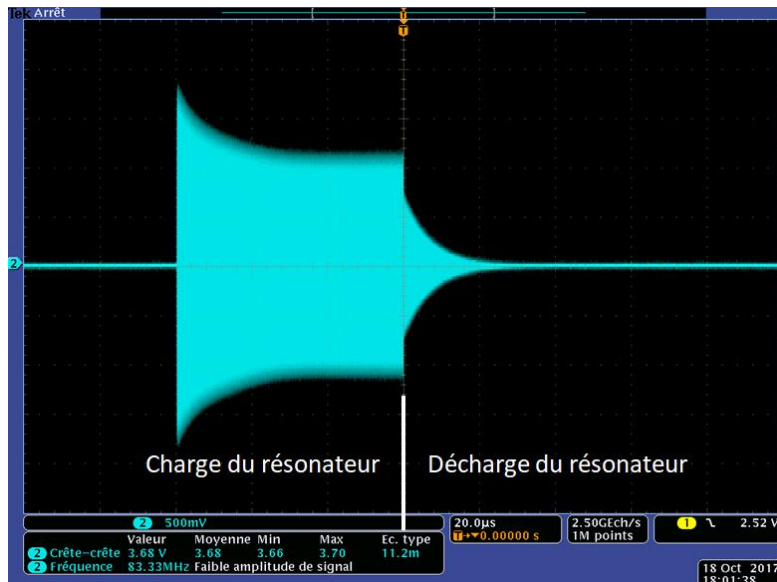 Tek Arrêt
T
T
2
Charge du résonateur
Décharge du résonateur
2 500mV
20.0µs
T→▼0.00000 s
2.50GEch/s
1M points
1 2.52 V
Valeur Moyenne Min Max Ec. type
2 Crête-crête 3.68 V 3.68 3.66 3.70 11.2m
2 Fréquence 83.33MHz Faible amplitude de signal
18 Oct 2017
18:01:38